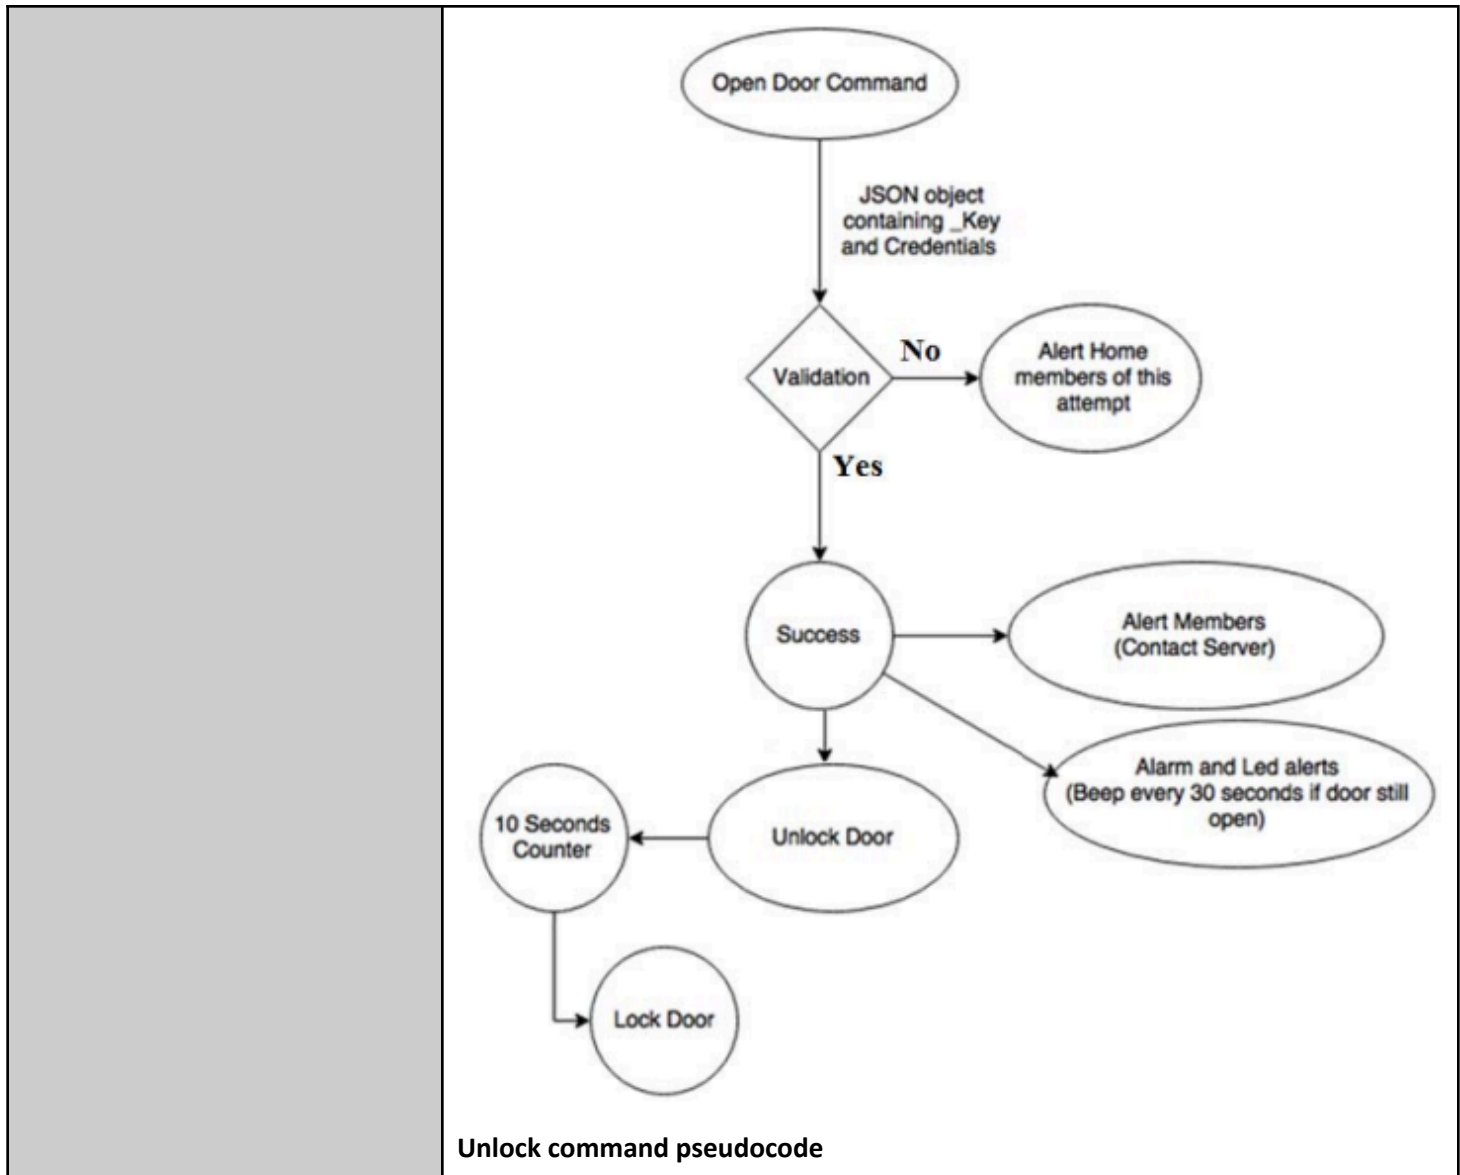 Open Door Command
JSON object
containing _Key
and Credentials
Validation
No
Alert Home
members of this
attempt
Yes
Success
Alert Members
(Contact Server)
Alarm and Led alerts
(Beep every 30 seconds if door still
open)
10 Seconds
Counter
Unlock Door
Lock Door
Unlock command pseudocode